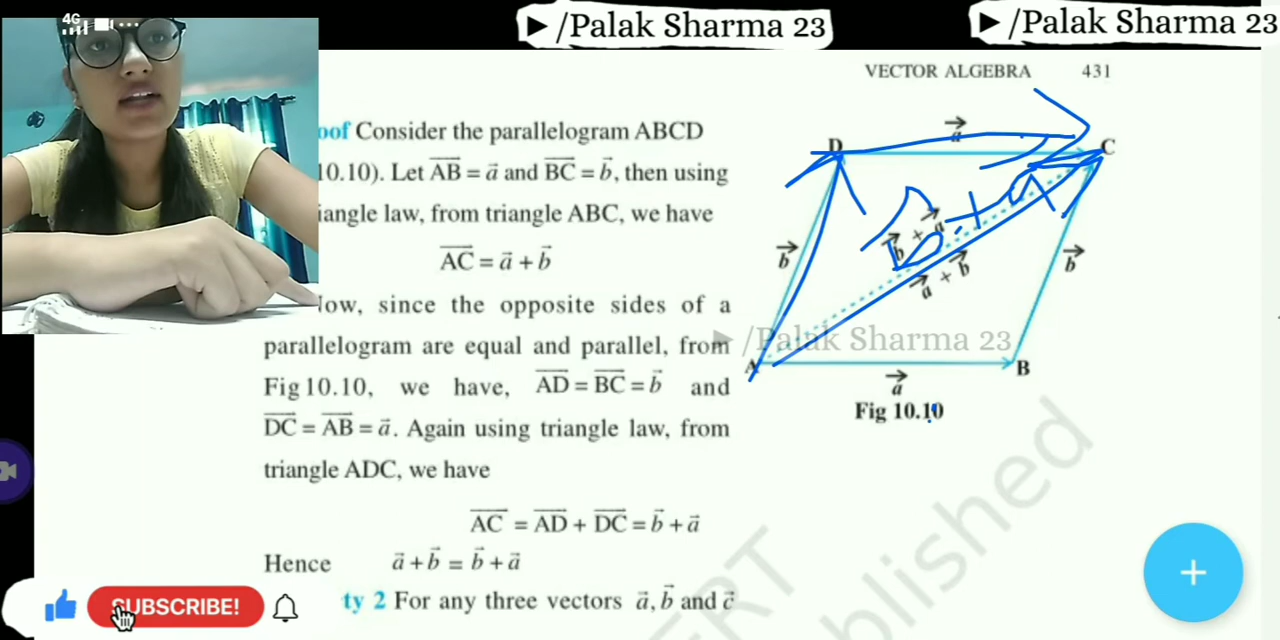 4G
/Palak Sharma 23
/Palak Sharma 23
VECTOR ALGEBRA 431
oof Consider the parallelogram ABCD
10.10). Let AB⃗ = a⃗ and BC⃗ = b⃗, then using
iangle law, from triangle ABC, we have
AC⃗ = a⃗ + b⃗
low, since the opposite sides of a
parallelogram are equal and parallel, from
Fig 10.10, we have, AD⃗ = BC⃗ = b⃗ and
DC⃗ = AB⃗ = a⃗. Again using triangle law, from
triangle ADC, we have
AC⃗ = AD⃗ + DC⃗ = b⃗ + a⃗
Hence a⃗ + b⃗ = b⃗ + a⃗
ty 2 For any three vectors a⃗, b⃗ and c⃗
a⃗
D
C
b⃗
b⃗ + a⃗
b + a
a⃗ + b⃗
b⃗
/Palak Sharma 23
A
B
a⃗
Fig 10.10
SUBSCRIBE!
+